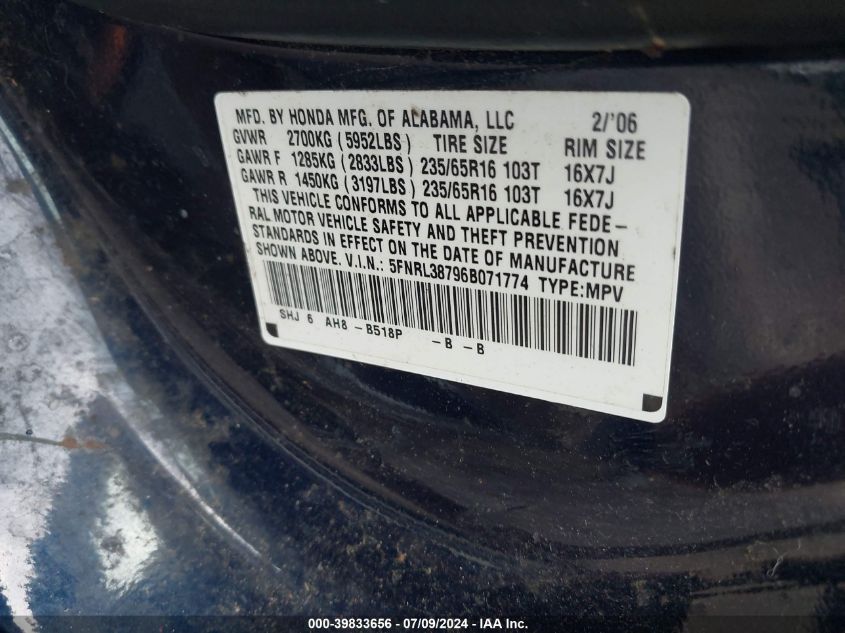 MFD. BY HONDA MFG. OF ALABAMA, LLC 2/'06
GVWR 2700KG (5952LBS) TIRE SIZE RIM SIZE
GAWR F 1285KG (2833LBS) 235/65R16 103T 16X7J
GAWR R 1450KG (3197LBS) 235/65R16 103T 16X7J
THIS VEHICLE CONFORMS TO ALL APPLICABLE FEDE-
RAL MOTOR VEHICLE SAFETY AND THEFT PREVENTION
STANDARDS IN EFFECT ON THE DATE OF MANUFACTURE
SHOWN ABOVE. V.I.N.: 5FNRL38796B071774 TYPE:MPV
SHJ 6 AH8 -B518P -B -B
000-39833656 - 07/09/2024 - IAA Inc.